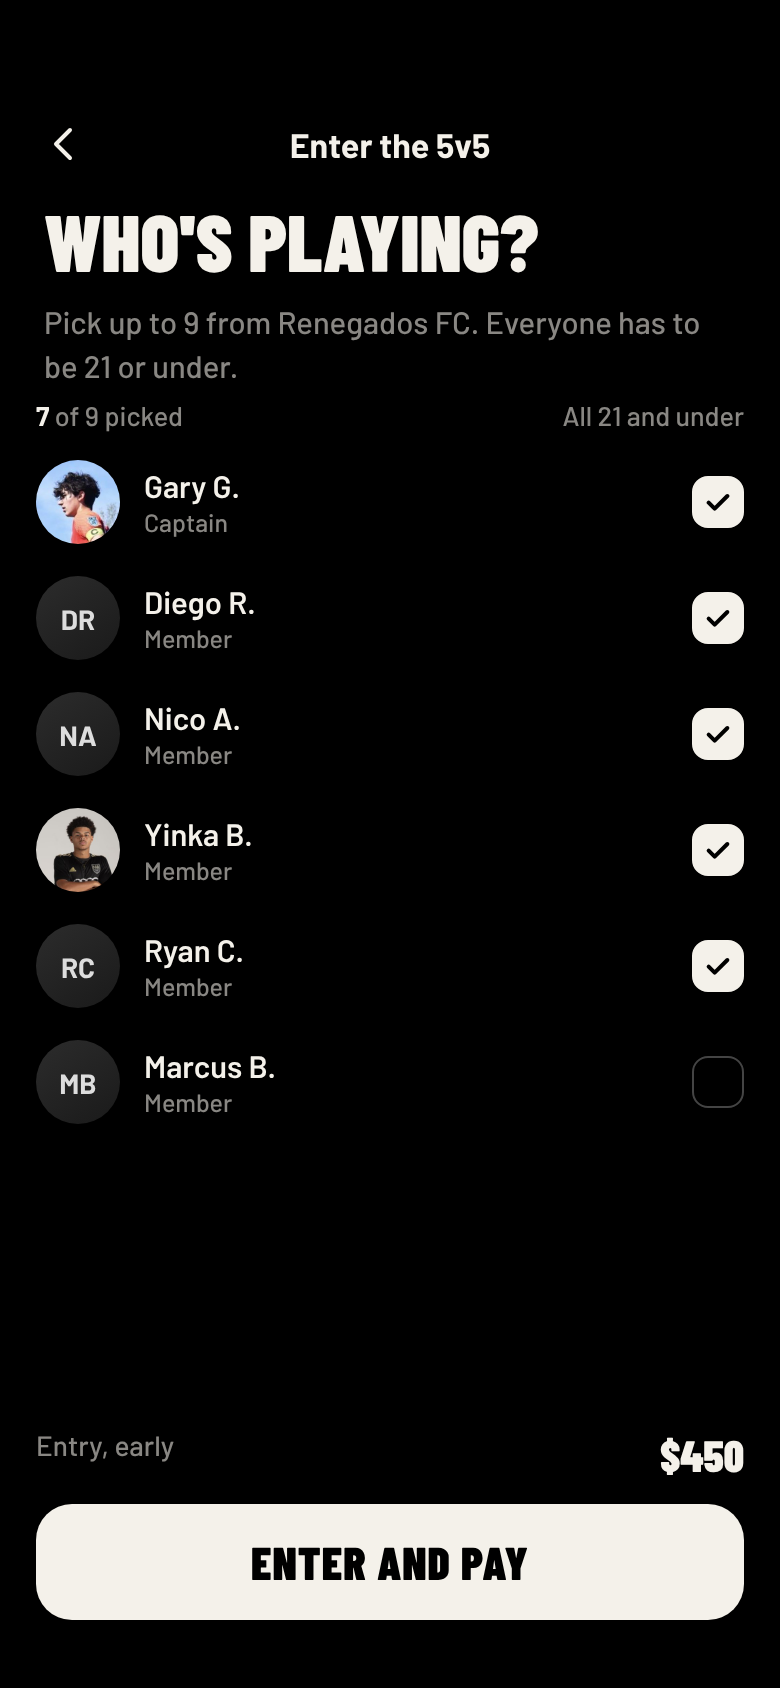 Enter the 5v5
WHO'S PLAYING?
Pick up to 9 from Renegados FC. Everyone has to
be 21 or under.
7 of 9 picked
All 21 and under
Gary G.
Captain
DR
Diego R.
Member
NA
Nico A.
Member
Yinka B.
Member
RC
Ryan C.
Member
MB
Marcus B.
Member
Entry, early
$450
ENTER AND PAY